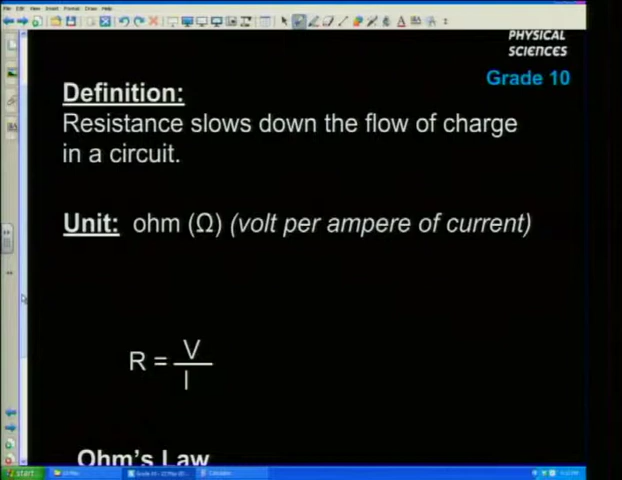 PHYSICAL
SCIENCES
Grade 10
Definition:
Resistance slows down the flow of charge
in a circuit.
Unit: ohm (Ω) (volt per ampere of current)
R = V
I
Ohm's Law
start